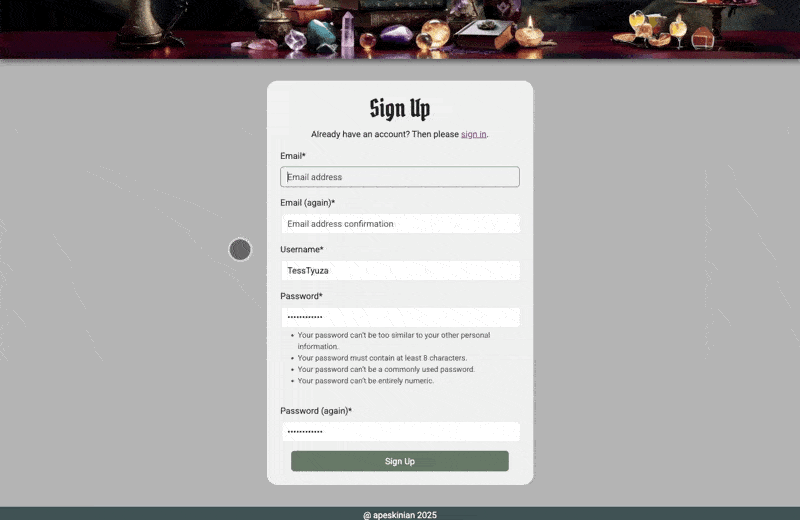 Sign Up
Already have an account? Then please sign in.
Email*
Email address
Email (again)*
Email address confirmation
Username*
TessTyuza
Password*
••••••••••••
• Your password can't be too similar to your other personal
information.
• Your password must contain at least 8 characters.
• Your password can't be a commonly used password.
• Your password can't be entirely numeric.
Password (again)*
••••••••••••
Sign Up
@ apeskinian 2025